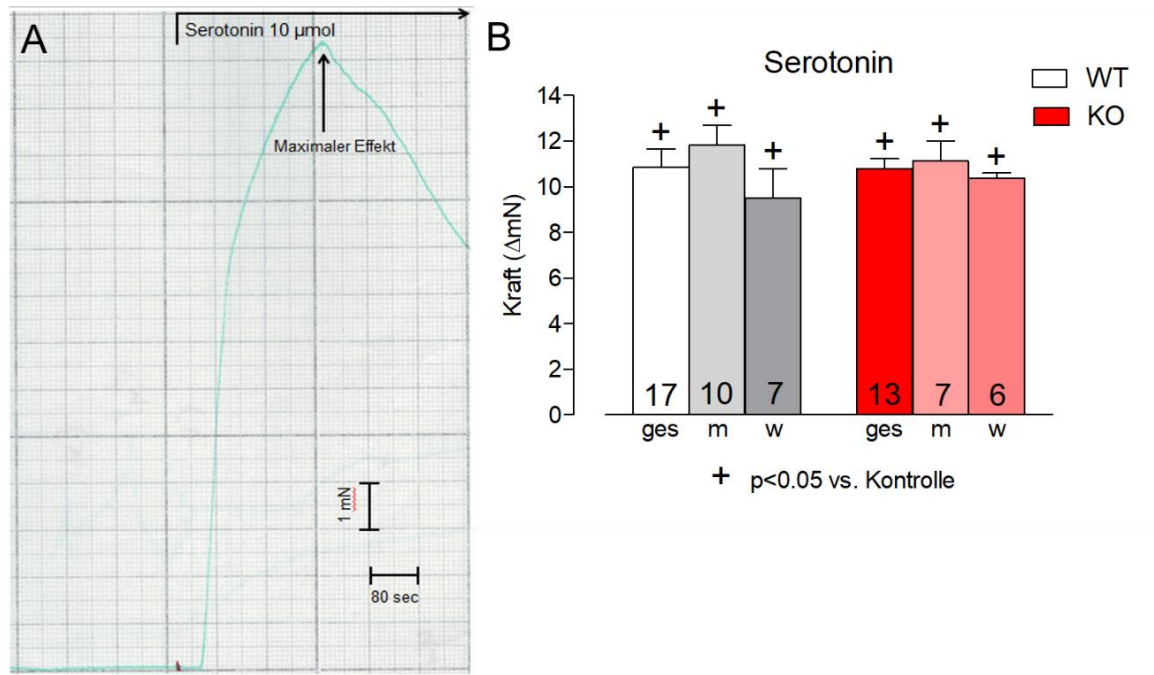 A
Serotonin 10 µmol
Maximaler Effekt
1 mN
80 sec
B
Serotonin
WT
KO
Kraft (ΔmN)
14
12
10
8
6
4
2
0
+ + + + + +
17 10 7 13 7 6
ges m w ges m w
+ p<0.05 vs. Kontrolle